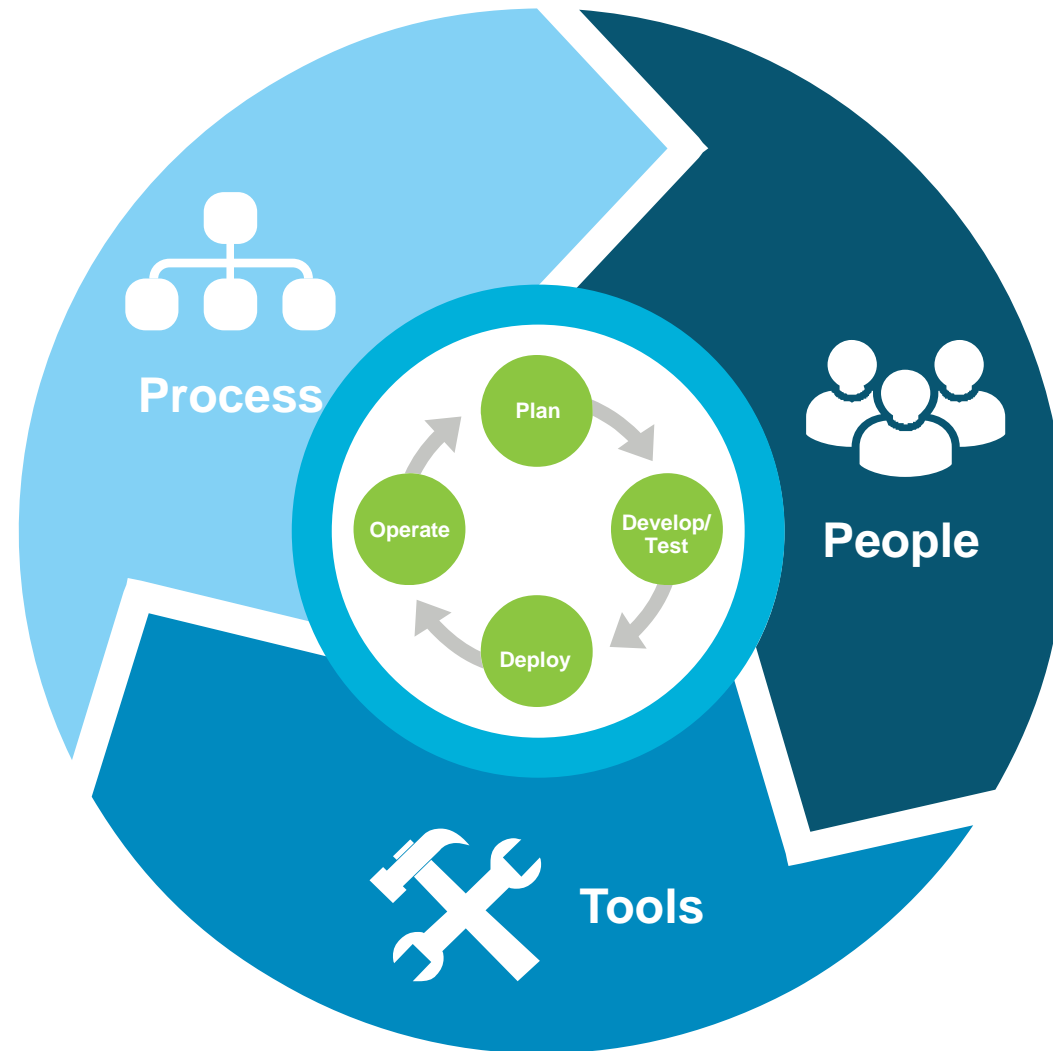 Process
People
Tools
Plan
Develop/
Test
Deploy
Operate